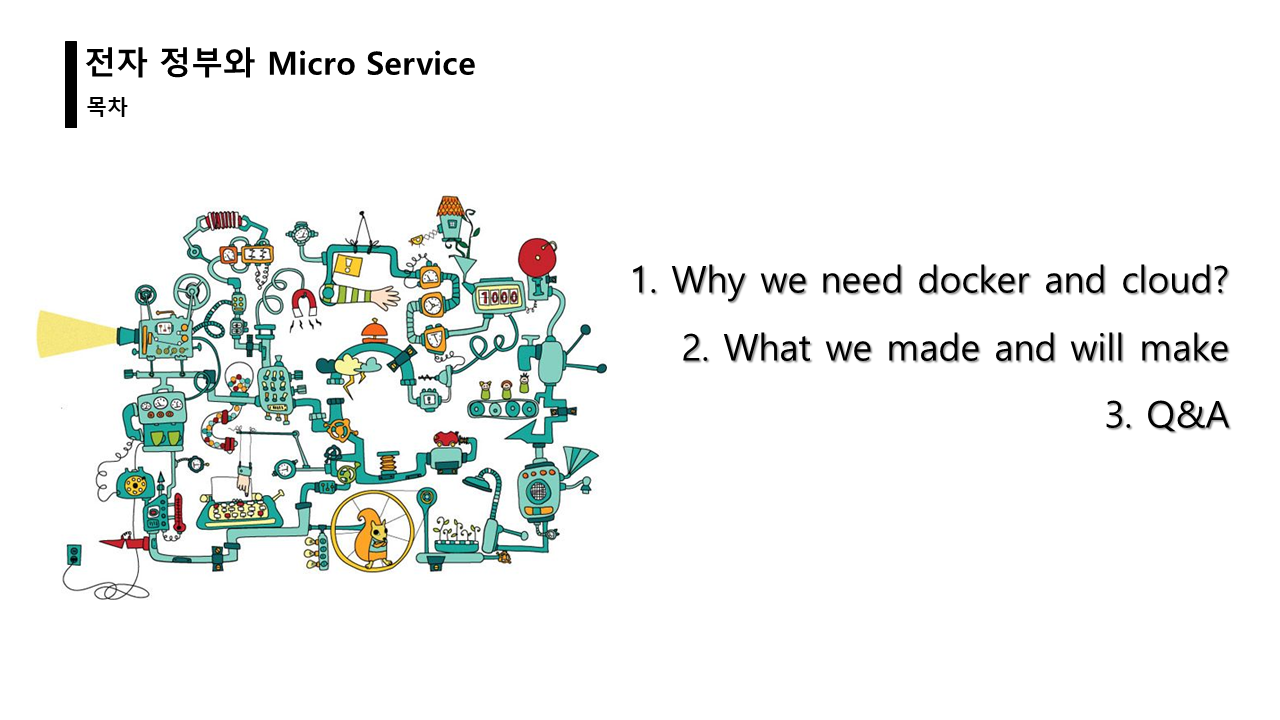 전자 정부와 Micro Service
목차
1. Why we need docker and cloud?
2. What we made and will make
3. Q&A
1000